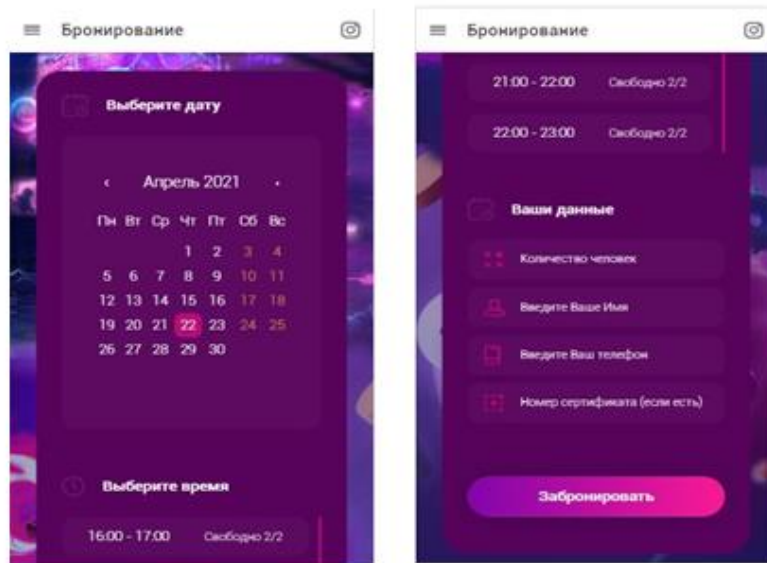 Бронирование
Выберите дату
‹ Апрель 2021
Пн Вт Ср Чт Пт Сб Вс
1 2 3 4
5 6 7 8 9 10 11
12 13 14 15 16 17 18
19 20 21 22 23 24 25
26 27 28 29 30
Выберите время
16:00 - 17:00 Свободно 2/2
Бронирование
21:00 - 22:00 Свободно 2/2
22:00 - 23:00 Свободно 2/2
Ваши данные
Количество человек
Введите Ваше Имя
Введите Ваш телефон
Номер сертификата (если есть)
Забронировать